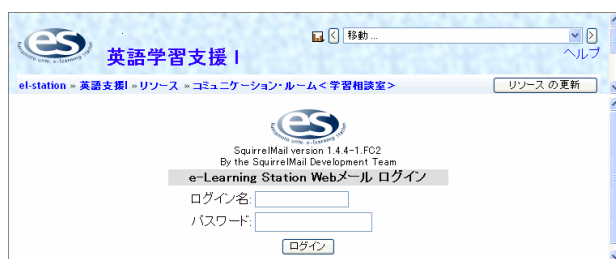 es
移動 ...
英語学習支援 I
ヘルプ
el-station » 英語支援I » リソース » コミュニケーション・ルーム<学習相談室>
リソース の更新
es
SquirrelMail version 1.4.4-1.FC2
By the SquirrelMail Development Team
e-Learning Station Webメール ログイン
ログイン名:
パスワード:
ログイン